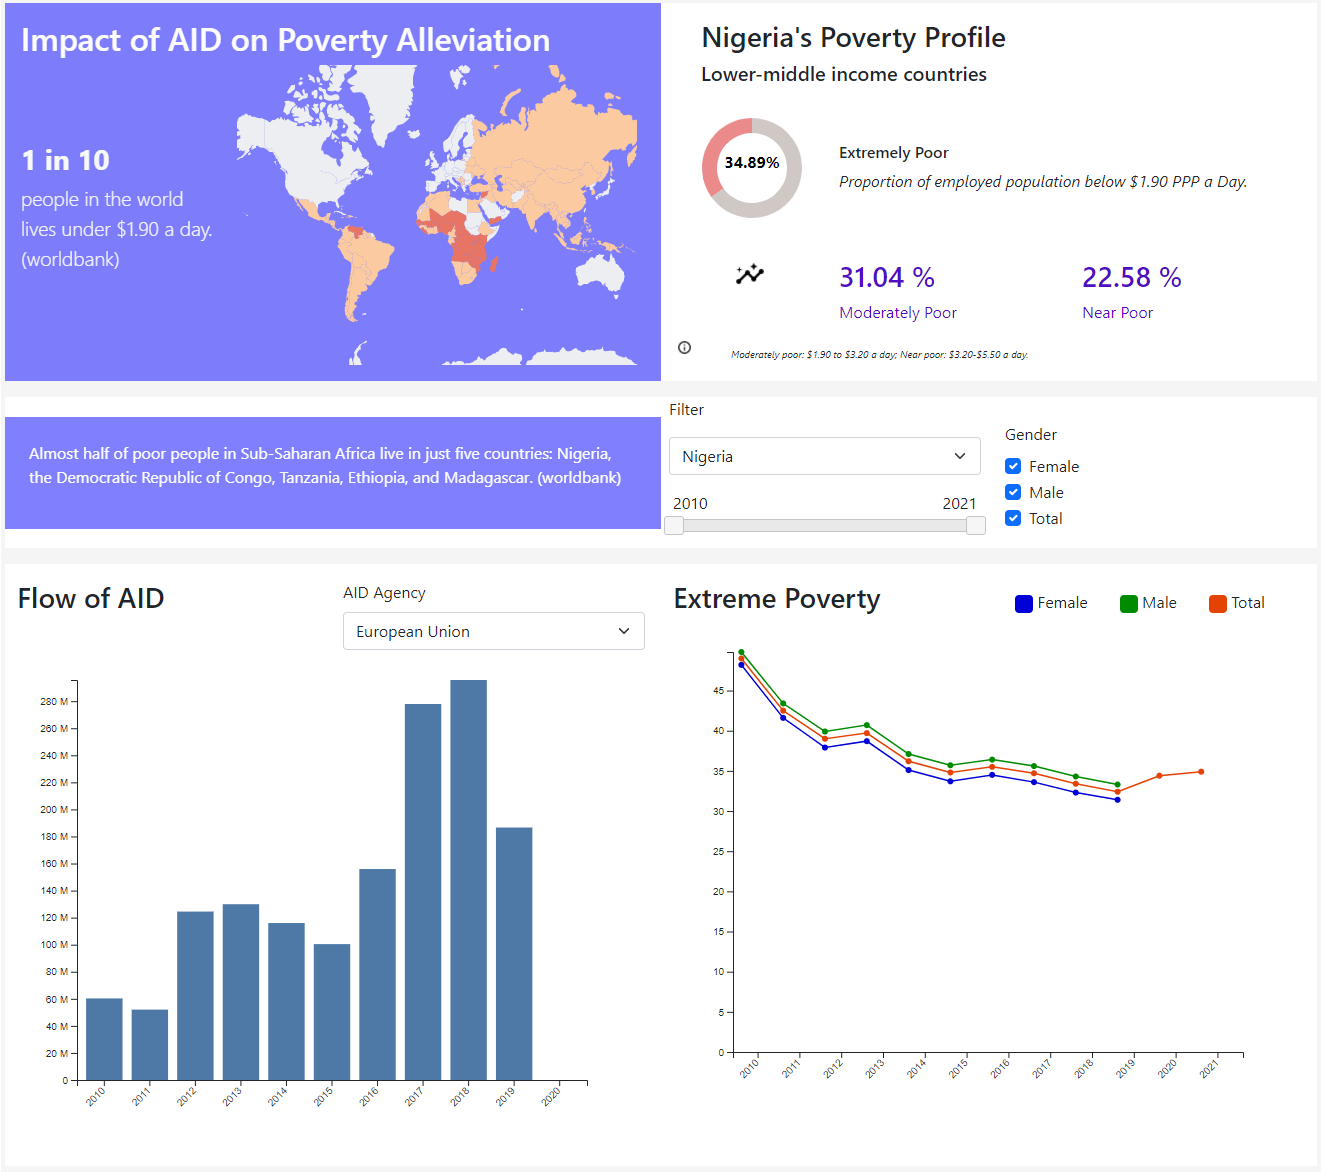 Impact of AID on Poverty Alleviation
1 in 10
people in the world
lives under $1.90 a day.
(worldbank)
Nigeria's Poverty Profile
Lower-middle income countries
34.89%
Extremely Poor
Proportion of employed population below $1.90 PPP a Day.
31.04 %
Moderately Poor
22.58 %
Near Poor
Moderately poor: $1.90 to $3.20 a day; Near poor: $3.20-$5.50 a day.
Almost half of poor people in Sub-Saharan Africa live in just five countries: Nigeria,
the Democratic Republic of Congo, Tanzania, Ethiopia, and Madagascar. (worldbank)
Filter
Nigeria
2010 2021
Gender
Female
Male
Total
Flow of AID
AID Agency
European Union
280 M
260 M
240 M
220 M
200 M
180 M
160 M
140 M
120 M
100 M
80 M
60 M
40 M
20 M
0
2010 2011 2012 2013 2014 2015 2016 2017 2018 2019 2020
Extreme Poverty
Female Male Total
45
40
35
30
25
20
15
10
5
0
2010 2011 2012 2013 2014 2015 2016 2017 2018 2019 2020 2021